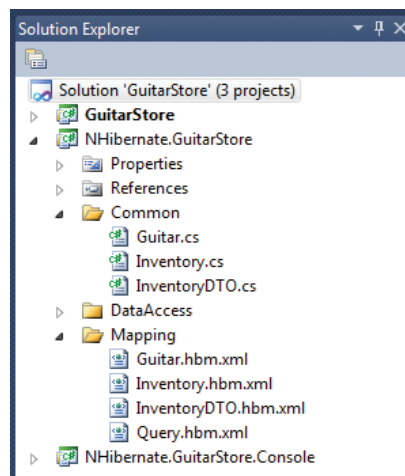 Solution Explorer
Solution 'GuitarStore' (3 projects)
GuitarStore
NHibernate.GuitarStore
Properties
References
Common
Guitar.cs
Inventory.cs
InventoryDTO.cs
DataAccess
Mapping
Guitar.hbm.xml
Inventory.hbm.xml
InventoryDTO.hbm.xml
Query.hbm.xml
NHibernate.GuitarStore.Console